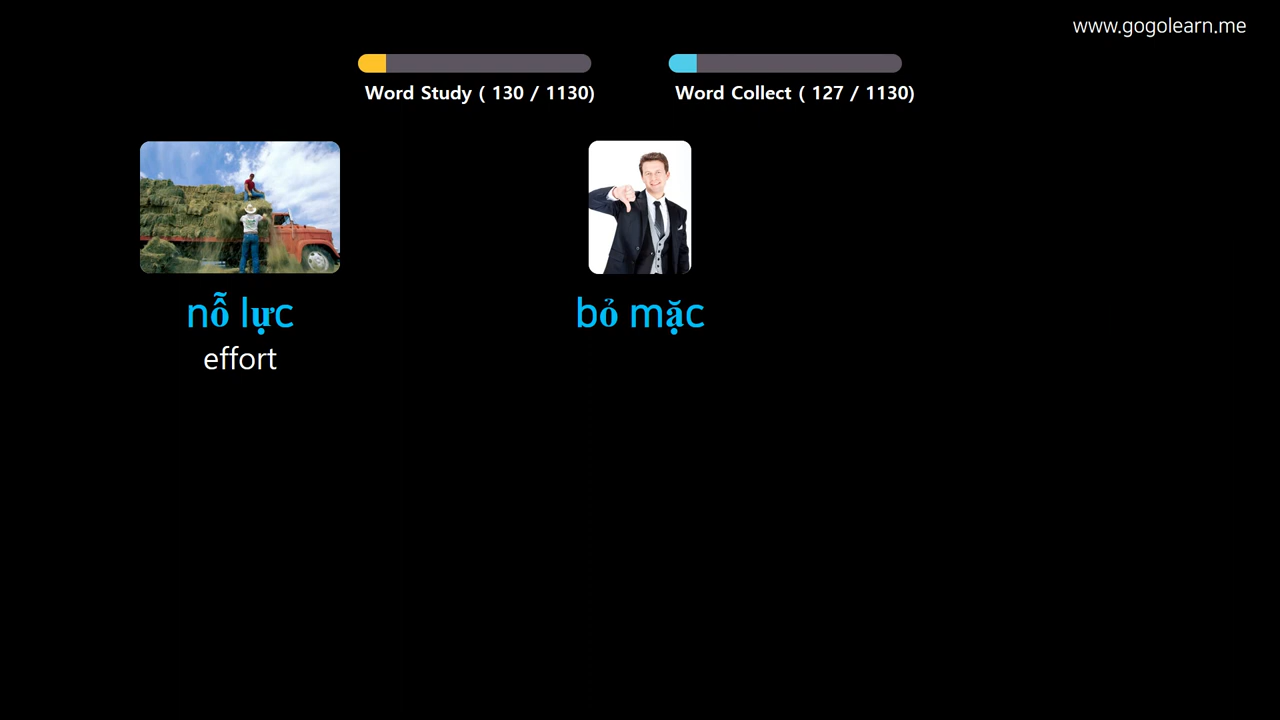 www.gogolearn.me
Word Study ( 130 / 1130)
Word Collect ( 127 / 1130)
nỗ lực
effort
bỏ mặc